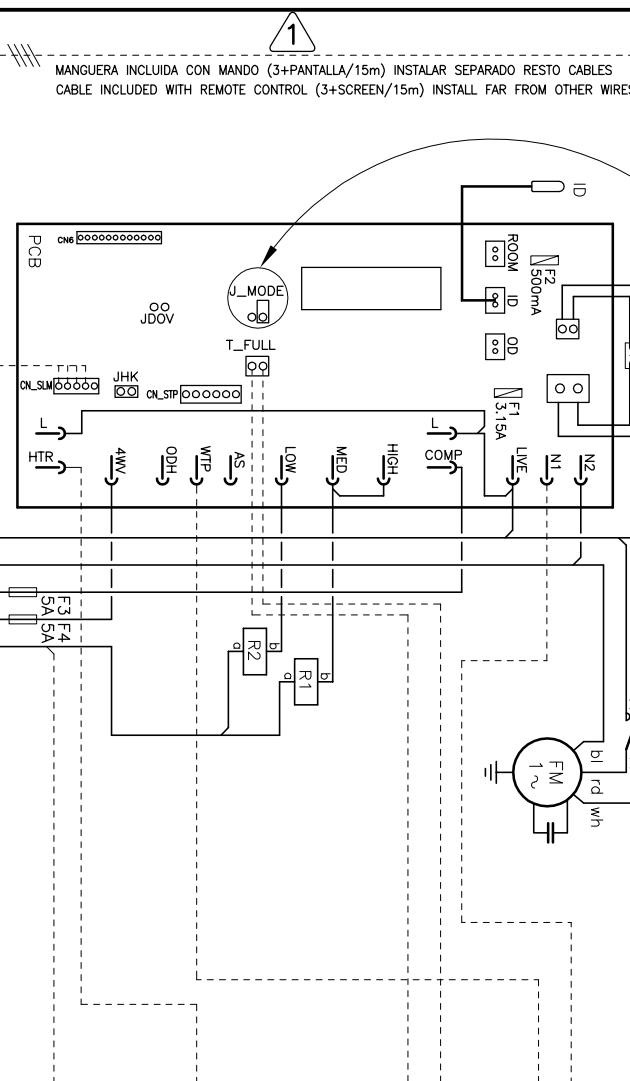 1
MANGUERA INCLUIDA CON MANDO (3+PANTALLA/15m) INSTALAR SEPARADO RESTO CABLES
CABLE INCLUDED WITH REMOTE CONTROL (3+SCREEN/15m) INSTALL FAR FROM OTHER WIRES
ID
PCB
CN6
ROOM
F2
500mA
J_MODE
ID
JDOV
T_FULL
OD
CN_SLM
JHK
CN_STP
F1
3.15A
L
L
HTR
4WV
ODH
WTP
AS
LOW
MED
HIGH
COMP
LIVE
N1
N2
F3
5A
F4
5A
a
R2
b
a
R1
b
FM
1 ~
bl
rd
wh